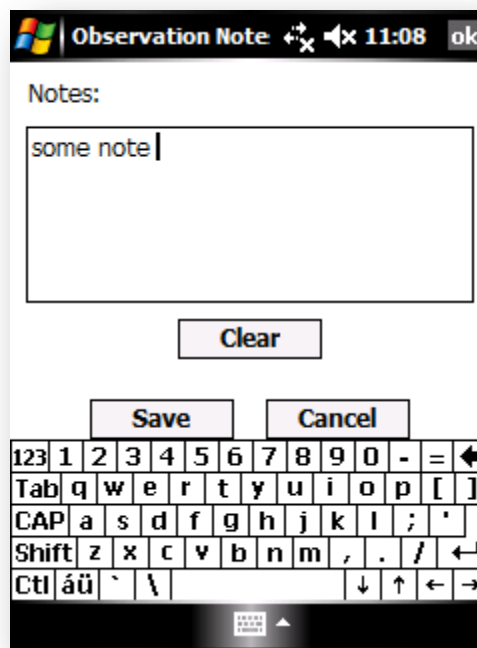 Observation Note 11:08 ok
Notes:
some note
Clear
Save Cancel
123 1 2 3 4 5 6 7 8 9 0 - =
Tab q w e r t y u i o p [ ]
CAP a s d f g h j k l ; '
Shift z x c v b n m , . /
Ctl áü ` \